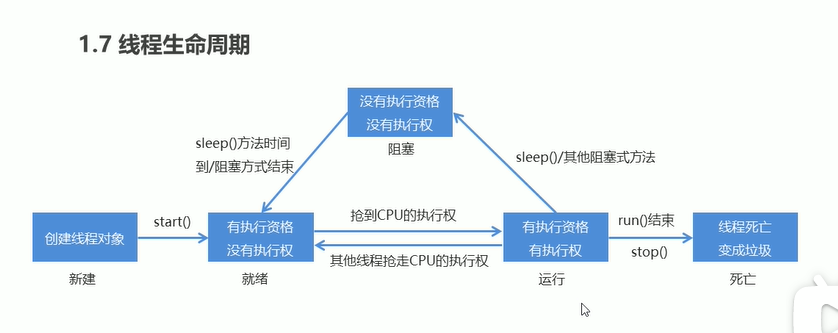 1.7 线程生命周期
没有执行资格
没有执行权
阻塞
sleep()方法时间
到/阻塞方式结束
sleep()/其他阻塞式方法
创建线程对象
新建
start()
有执行资格
没有执行权
就绪
抢到CPU的执行权
其他线程抢走CPU的执行权
有执行资格
有执行权
运行
run()结束
stop()
线程死亡
变成垃圾
死亡